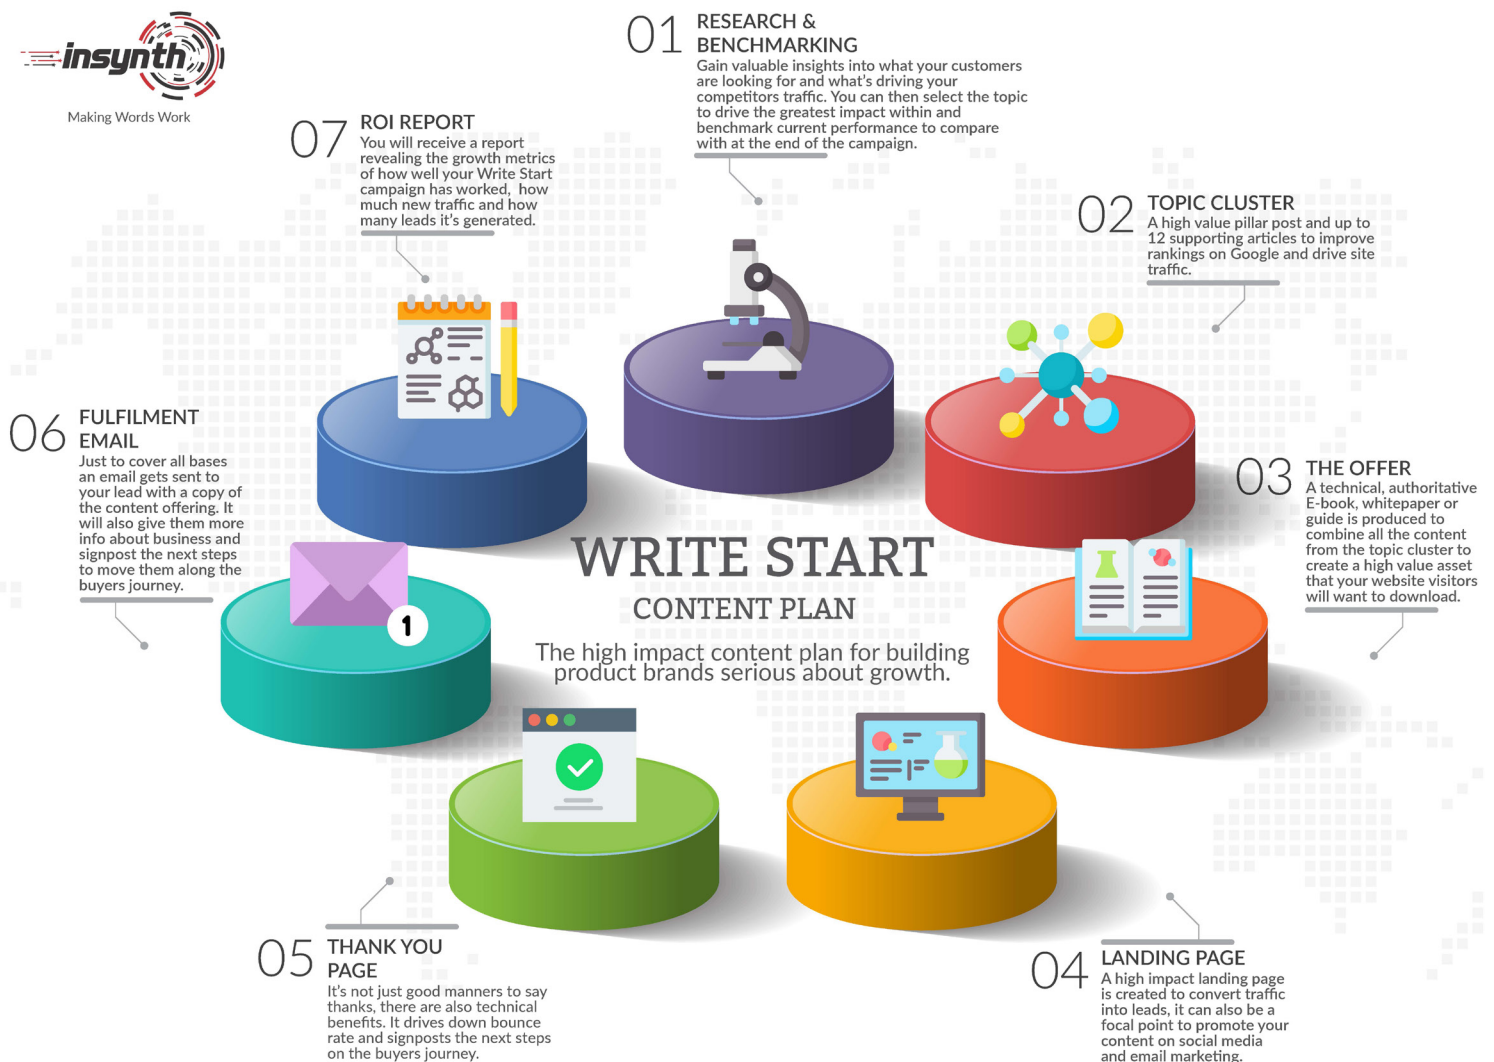 insynth
Making Words Work
01
RESEARCH &
BENCHMARKING
Gain valuable insights into what your customers
are looking for and what's driving your
competitors traffic. You can then select the topic
to drive the greatest impact within and
benchmark current performance to compare
with at the end of the campaign.
02
TOPIC CLUSTER
A high value pillar post and up to
12 supporting articles to improve
rankings on Google and drive site
traffic.
03
THE OFFER
A technical, authoritative
E-book, whitepaper or
guide is produced to
combine all the content
from the topic cluster to
create a high value asset
that your website visitors
will want to download.
04
LANDING PAGE
A high impact landing page
is created to convert traffic
into leads, it can also be a
focal point to promote your
content on social media
and email marketing.
05
THANK YOU
PAGE
It's not just good manners to say
thanks, there are also technical
benefits. It drives down bounce
rate and signposts the next steps
on the buyers journey.
06
FULFILMENT
EMAIL
Just to cover all bases
an email gets sent to
your lead with a copy of
the content offering. It
will also give them more
info about business and
signpost the next steps
to move them along the
buyers journey.
1
07
ROI REPORT
You will receive a report
revealing the growth metrics
of how well your Write Start
campaign has worked, how
much new traffic and how
many leads it's generated.
WRITE START
CONTENT PLAN
The high impact content plan for building
product brands serious about growth.